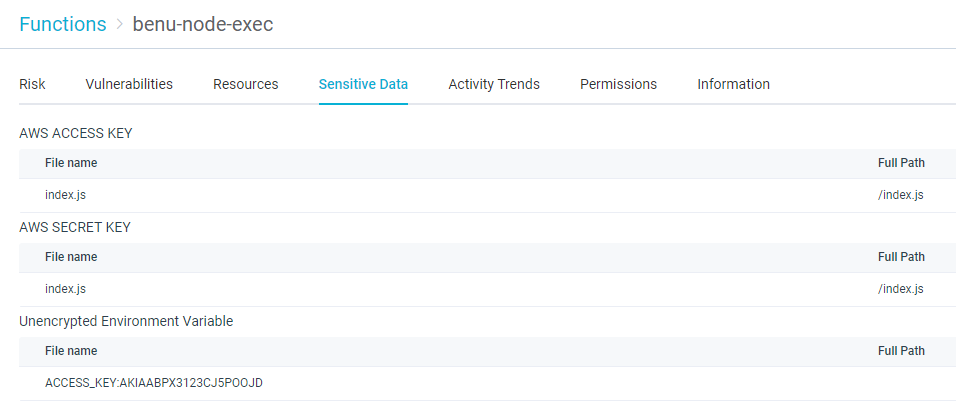 Functions > benu-node-exec
Risk Vulnerabilities Resources Sensitive Data Activity Trends Permissions Information
AWS ACCESS KEY
File name Full Path
index.js /index.js
AWS SECRET KEY
File name Full Path
index.js /index.js
Unencrypted Environment Variable
File name Full Path
ACCESS_KEY:AKIAABPX3123CJ5POOJD